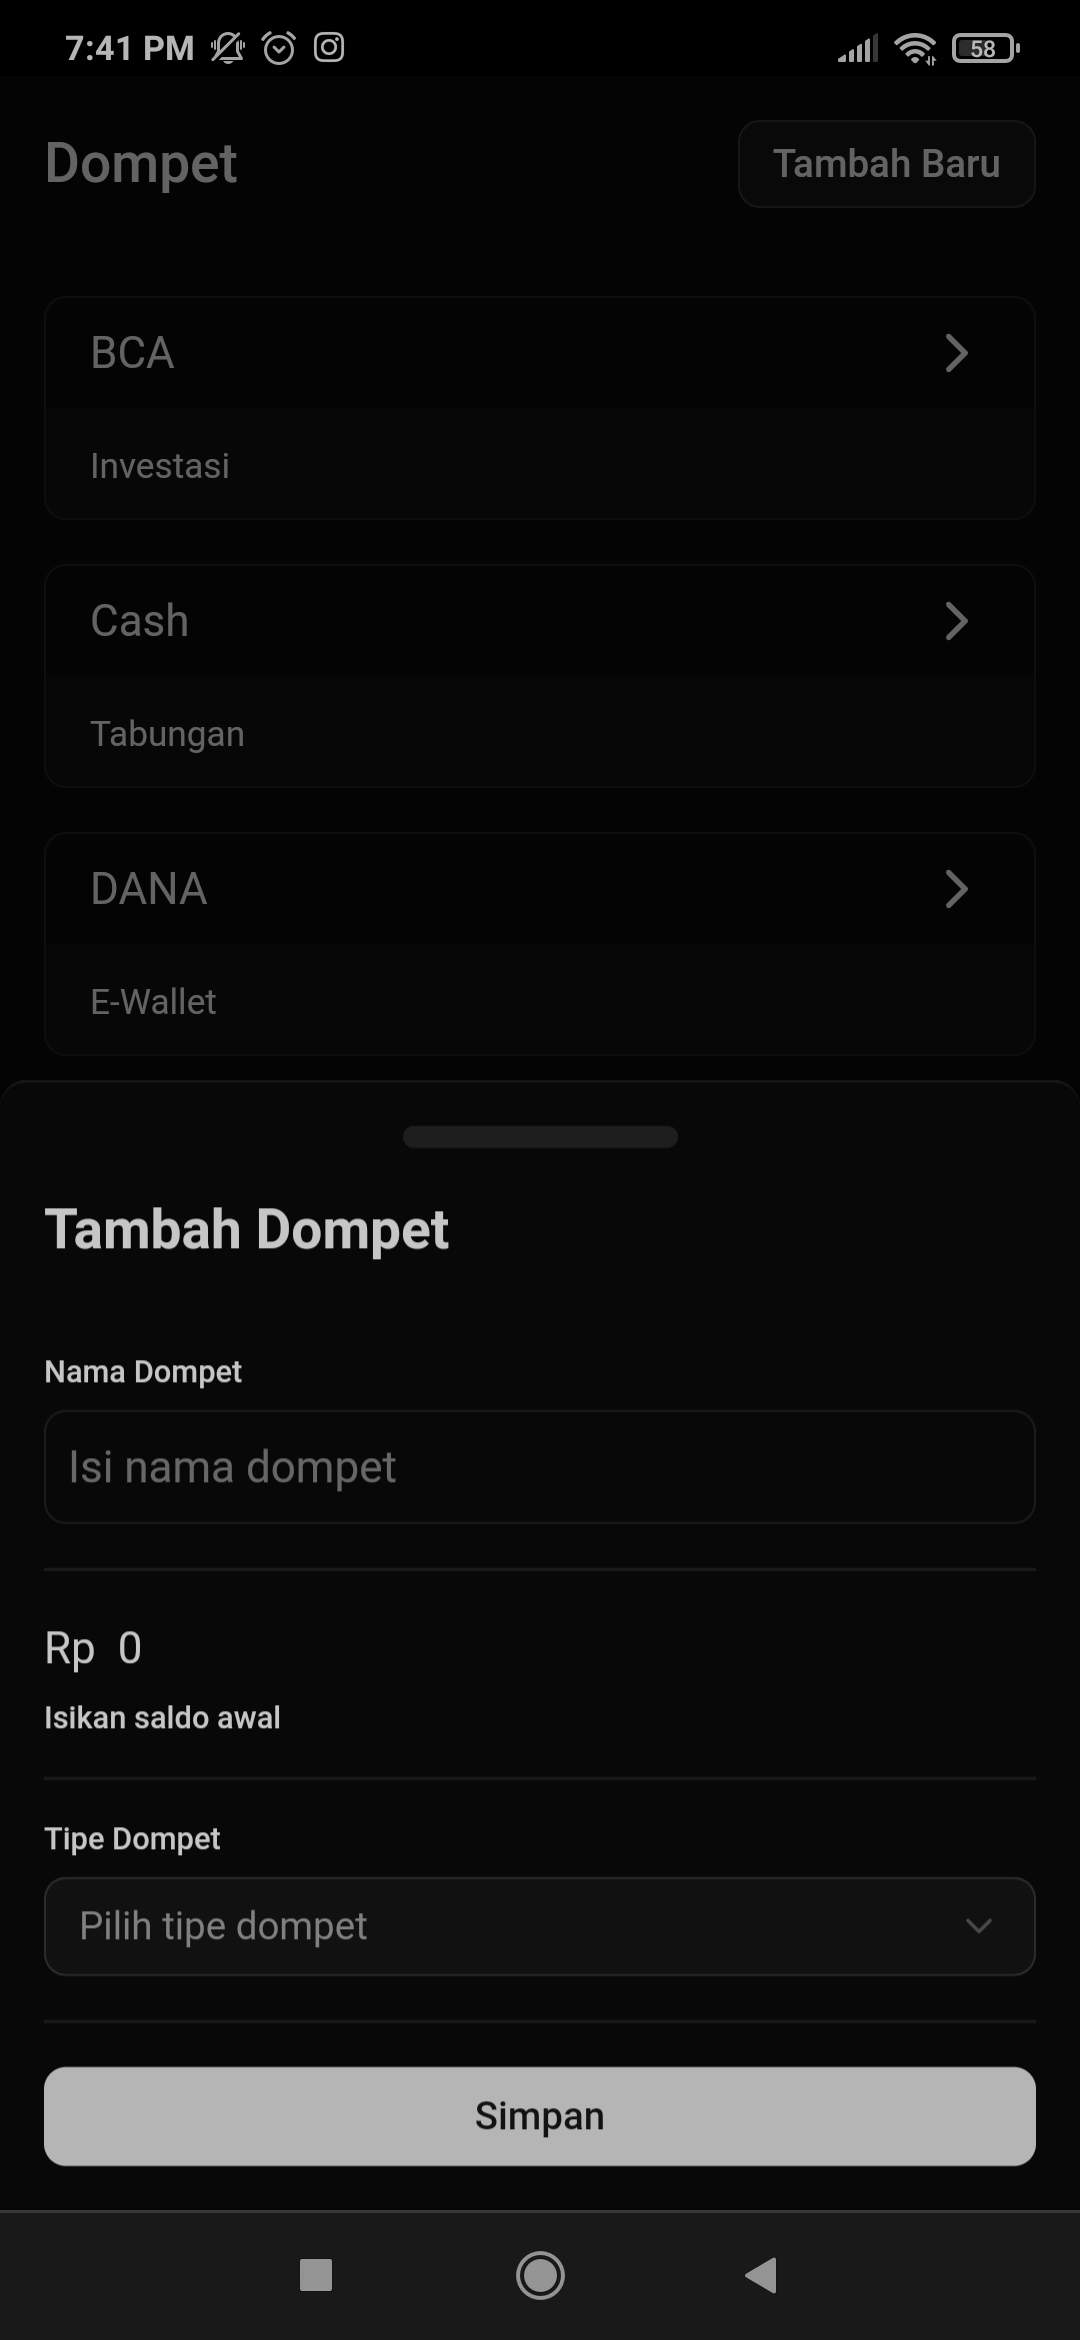 7:41 PM
58
Dompet
Tambah Baru
BCA
Investasi
Cash
Tabungan
DANA
E-Wallet
Tambah Dompet
Nama Dompet
Isi nama dompet
Rp 0
Isikan saldo awal
Tipe Dompet
Pilih tipe dompet
Simpan